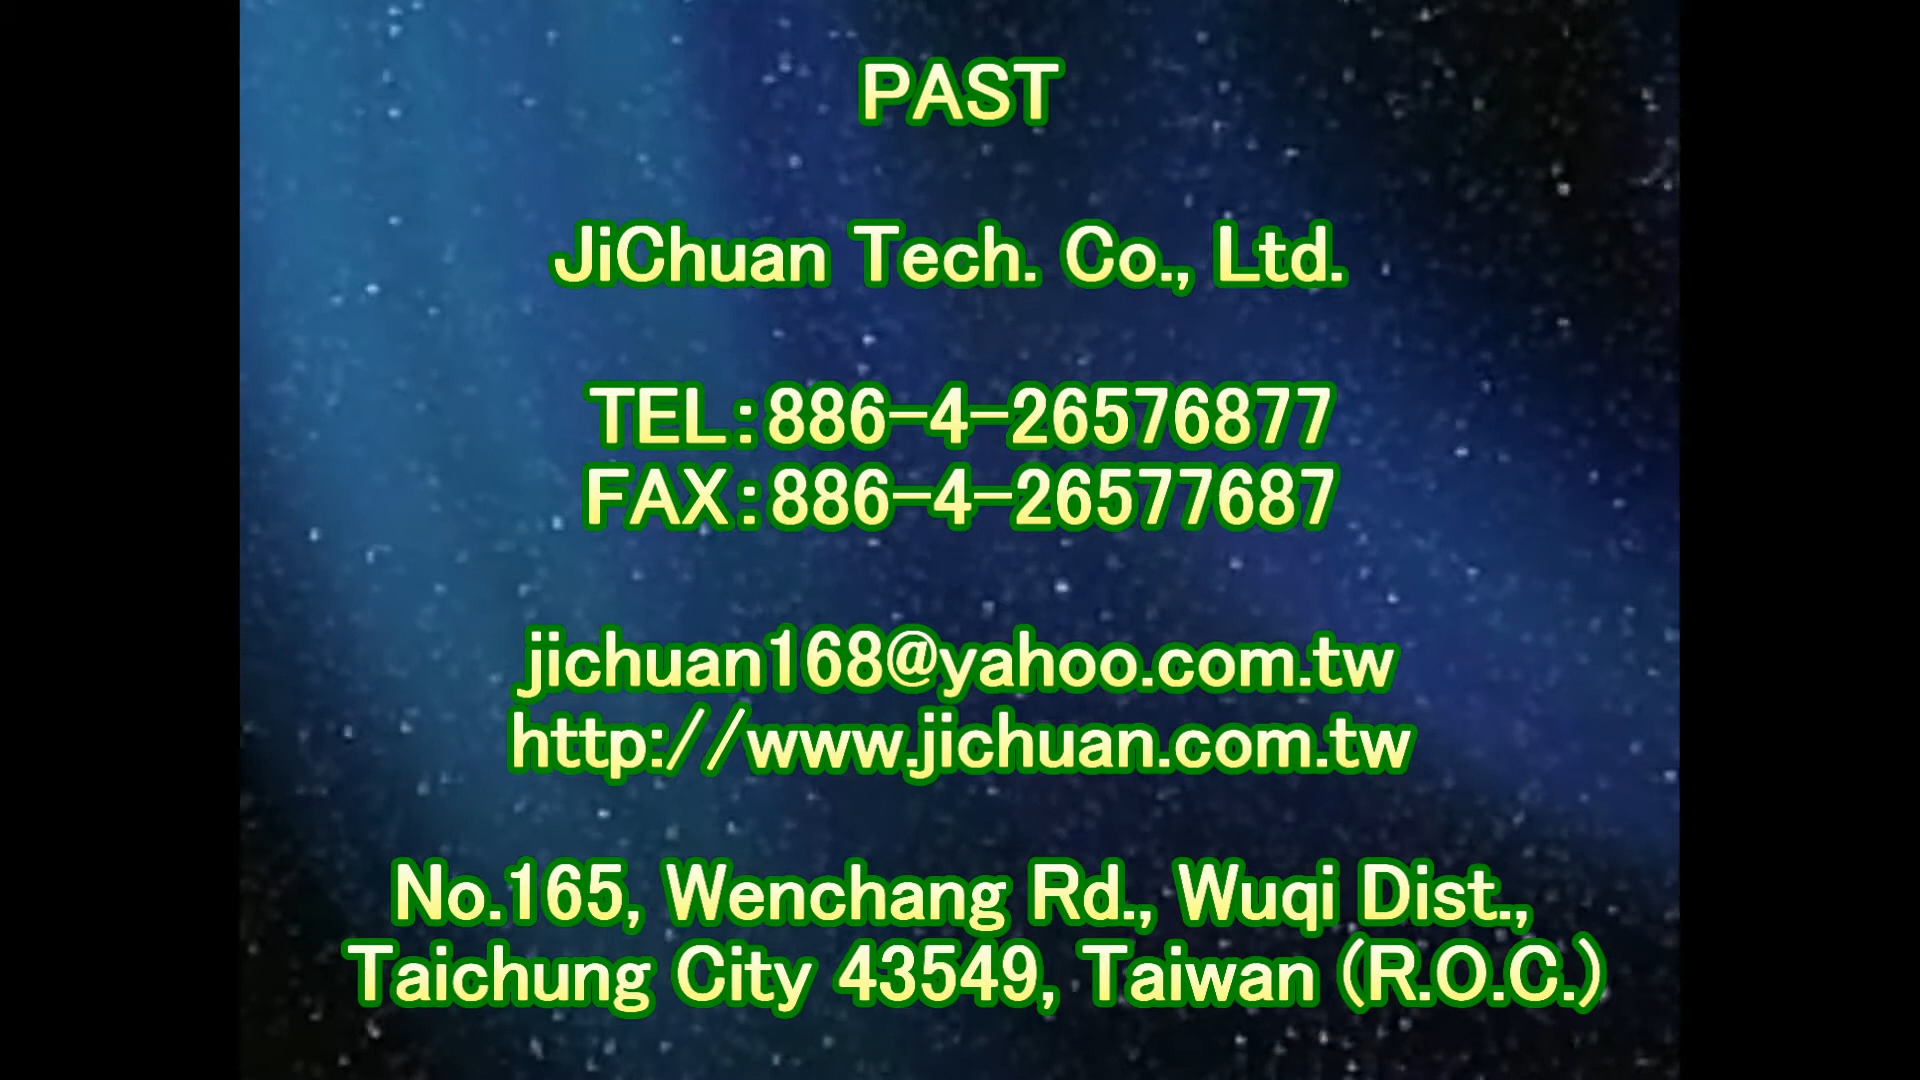 PAST
JiChuan Tech. Co., Ltd.
TEL:886-4-26576877
FAX:886-4-26577687
jichuan168@yahoo.com.tw
http://www.jichuan.com.tw
No.165, Wenchang Rd., Wuqi Dist.,
Taichung City 43549, Taiwan (R.O.C.)